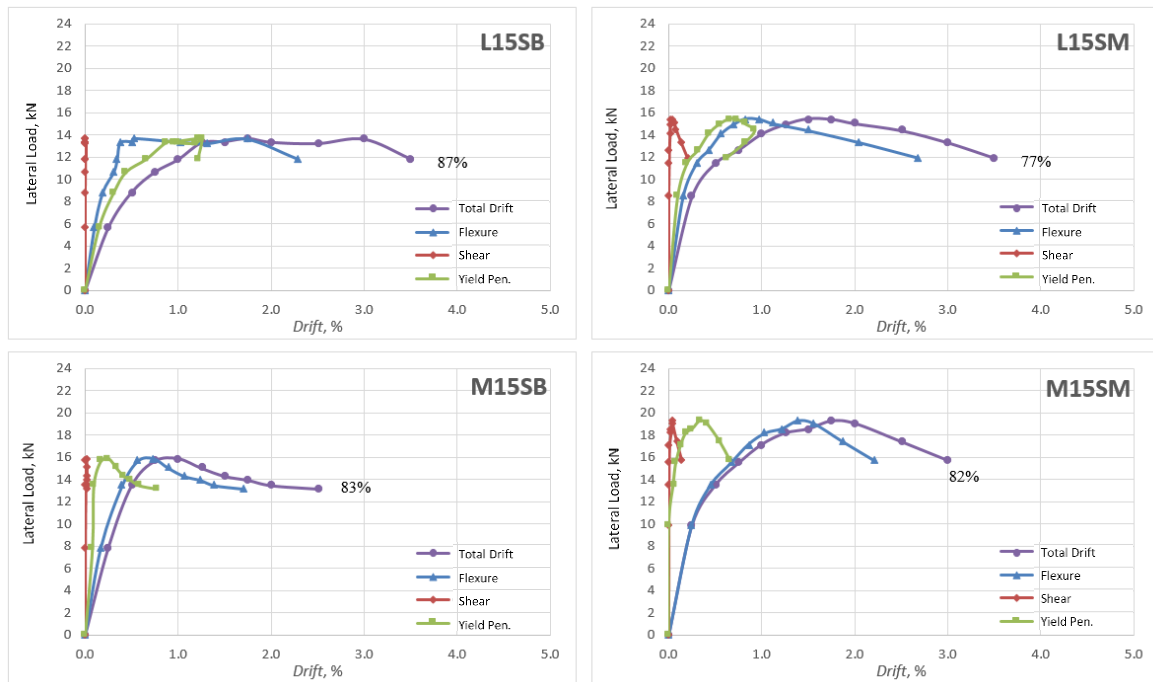 L15SB
24
22
20
18
16
14
12
10
8
6
4
2
0
Lateral Load, kN
87%
Total Drift
Flexure
Shear
Yield Pen.
0.0 1.0 2.0 3.0 4.0 5.0
Drift, %
L15SM
24
22
20
18
16
14
12
10
8
6
4
2
0
Lateral Load, kN
77%
Total Drift
Flexure
Shear
Yield Pen.
0.0 1.0 2.0 3.0 4.0 5.0
Drift, %
M15SB
24
22
20
18
16
14
12
10
8
6
4
2
0
Lateral Load, kN
83%
Total Drift
Flexure
Shear
Yield Pen.
0.0 1.0 2.0 3.0 4.0 5.0
Drift, %
M15SM
24
22
20
18
16
14
12
10
8
6
4
2
0
Lateral Load, kN
82%
Total Drift
Flexure
Shear
Yield Pen.
0.0 1.0 2.0 3.0 4.0 5.0
Drift, %